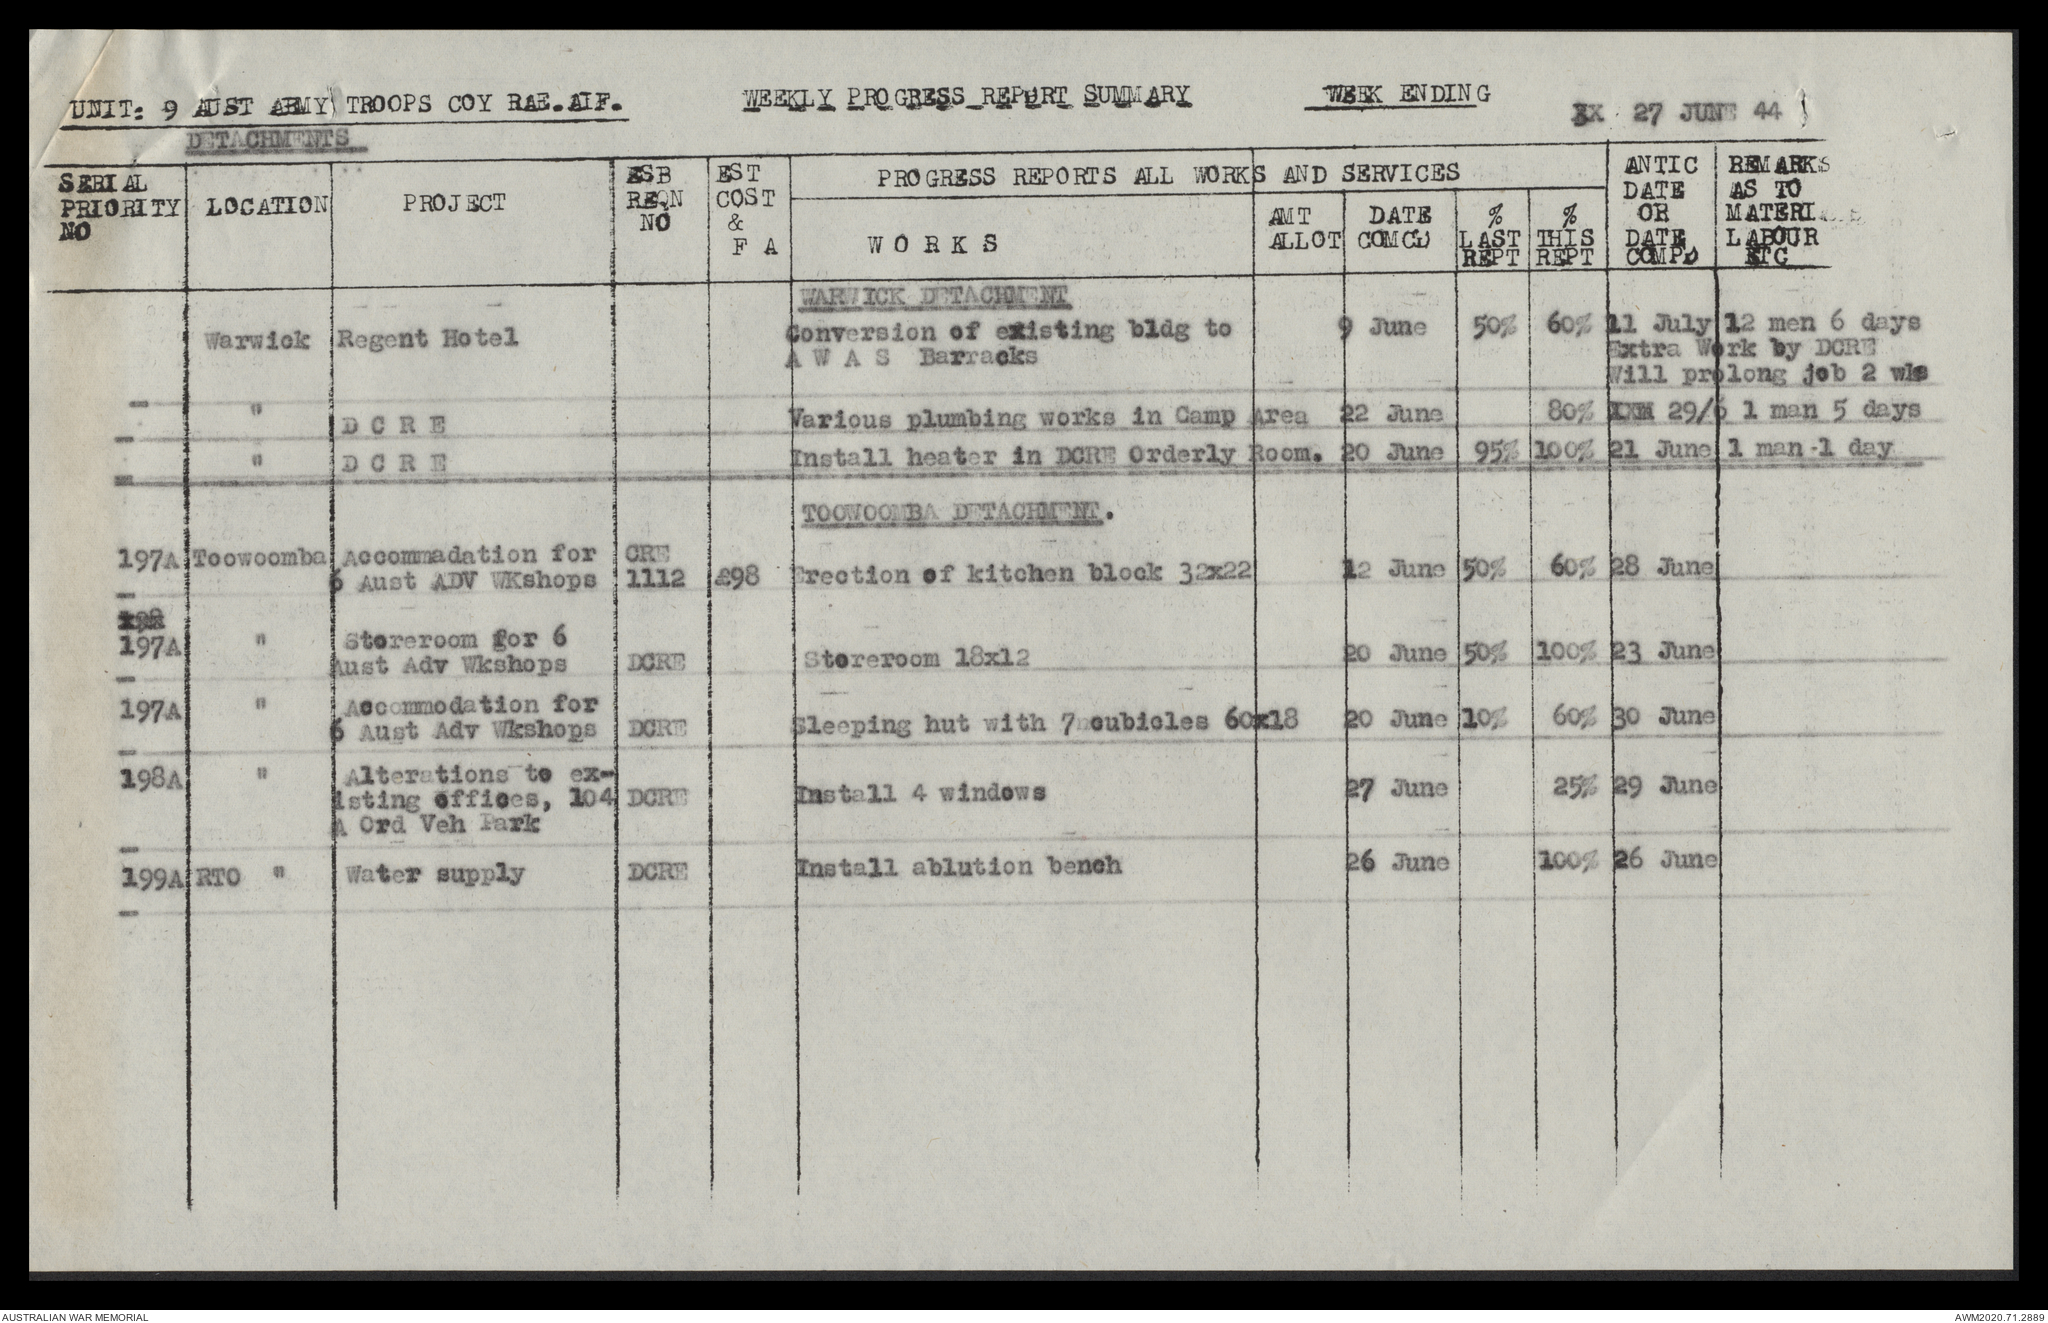 UNIT: 9 AUST ARMY TROOPS COY RAE. AIF. WEEKLY PROGRESS REPORT SUMMARY WEEK ENDING 27 JUNE 44
DETACHMENTS
SERIAL PRIORITY NO LOCATION PROJECT ESB REQN NO EST COST & F A PROGRESS REPORTS ALL WORKS AND SERVICES ANTIC DATE OR DATE COMPD REMARKS AS TO MATERIALS LABOUR ETC
WORKS AMT ALLOT DATE COMCD % LAST REPT % THIS REPT
WARWICK DETACHMENT
Warwick Regent Hotel Conversion of existing bldg to 9 June 50% 60% 11 July 12 men 6 days
A W A S Barracks Extra Work by DCRE
Will prolong job 2 wks
" D C R E Various plumbing works in Camp Area 22 June 80% 29/6 1 man 5 days
" D C R E Install heater in DCRE Orderly Room. 20 June 95% 100% 21 June 1 man -1 day
TOOWOOMBA DETACHMENT.
197A Toowoomba Accommadation for CRE
6 Aust ADV WKshops 1112 £98 Erection of kitchen block 32x22 12 June 50% 60% 28 June
197A " Storeroom for 6
Aust Adv Wkshops DCRE Storeroom 18x12 20 June 50% 100% 23 June
197A " Accommodation for
6 Aust Adv Wkshops DCRE Sleeping hut with 7 cubicles 60x18 20 June 10% 60% 30 June
198A " Alterations to ex-
isting offices, 104 DCRE Install 4 windows 27 June 25% 29 June
A Ord Veh Park
199A RTO " Water supply DCRE Install ablution bench 26 June 100% 26 June
AUSTRALIAN WAR MEMORIAL AWM2020.71.2889